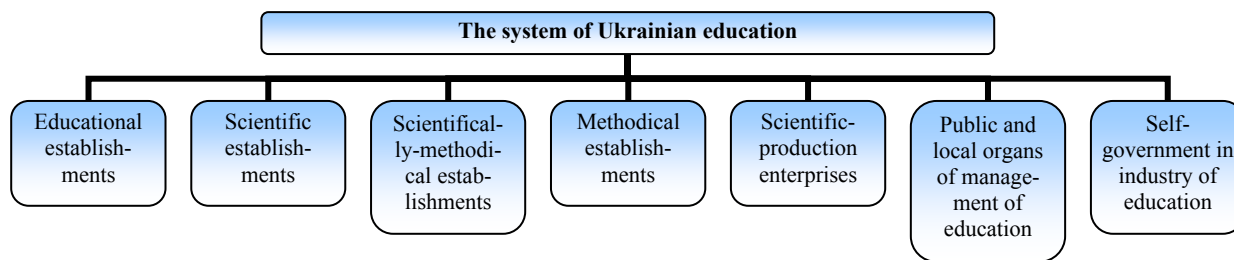 The system of Ukrainian education
Educational
establish-
ments
Scientific
establish-
ments
Scientifical-
ly-methodi-
cal estab-
lishments
Methodical
establish-
ments
Scientific-
production
enterprises
Public and
local organs
of manage-
ment of
education
Self-
government in
industry of
education